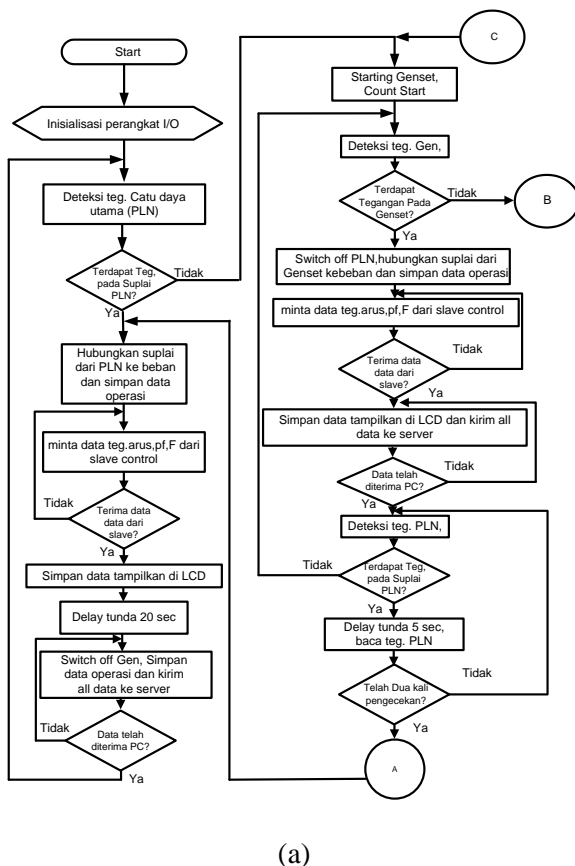 Start
Inisialisasi perangkat I/O
Deteksi teg. Catu daya
utama (PLN)
Terdapat Teg,
pada Suplai
PLN?
Tidak
Ya
Hubungkan suplai
dari PLN ke beban
dan simpan data
operasi
minta data teg.arus,pf,F dari
slave control
Tidak
Terima data
data dari
slave?
Ya
Simpan data tampilkan di LCD
Delay tunda 20 sec
Switch off Gen, Simpan
data operasi dan kirim
all data ke server
Tidak
Data telah
diterima PC?
Ya
C
Starting Genset,
Count Start
Deteksi teg. Gen,
Terdapat
Tegangan Pada
Genset?
Tidak
B
Ya
Switch off PLN,hubungkan suplai dari
Genset kebeban dan simpan data operasi
minta data teg.arus,pf,F dari slave control
Tidak
Terima data
data dari
slave?
Ya
Simpan data tampilkan di LCD dan kirim all
data ke server
Tidak
Data telah
diterima PC?
Ya
Deteksi teg. PLN,
Tidak
Terdapat Teg,
pada Suplai
PLN?
Ya
Delay tunda 5 sec,
baca teg. PLN
Tidak
Telah Dua kali
pengecekan?
Ya
A
(a)